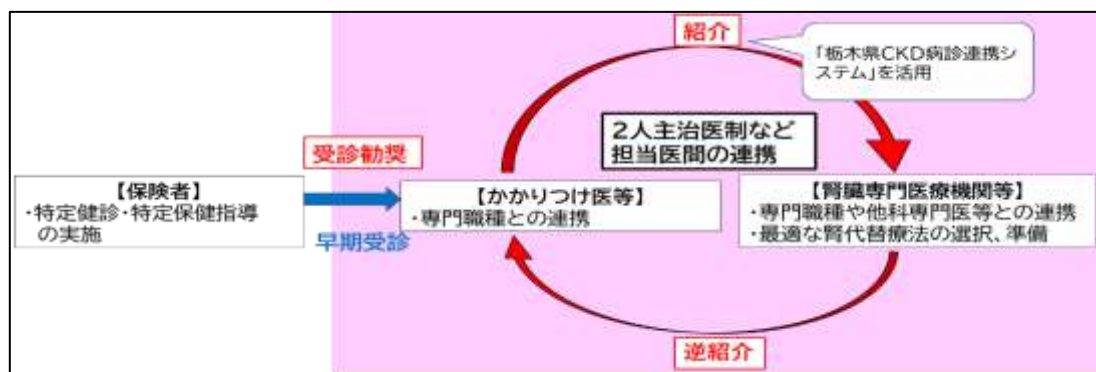 紹介
「栃木県CKD病診連携シ
ステム」を活用
2人主治医制など
担当医間の連携
受診勧奨
【保険者】
・特定健診・特定保健指導
の実施
早期受診
【かかりつけ医等】
・専門職種との連携
【腎臓専門医療機関等】
・専門職種や他科専門医等との連携
・最適な腎代替療法の選択、準備
逆紹介